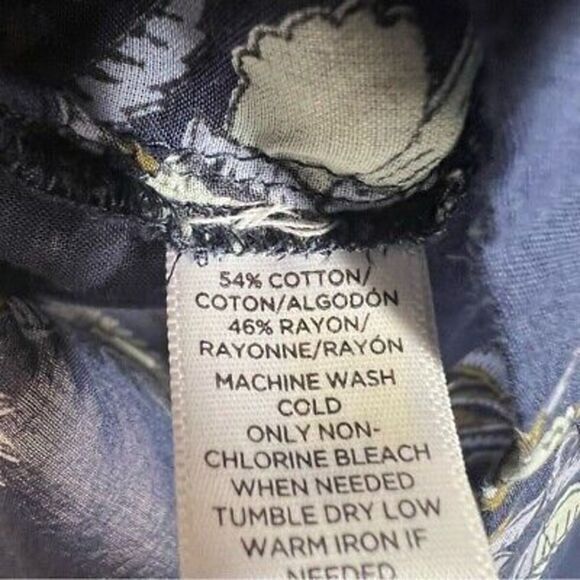 54% COTTON/
COTON/ALGODÓN
46% RAYON/
RAYONNE/RAYÓN
MACHINE WASH
COLD
ONLY NON-
CHLORINE BLEACH
WHEN NEEDED
TUMBLE DRY LOW
WARM IRON IF
NEEDED